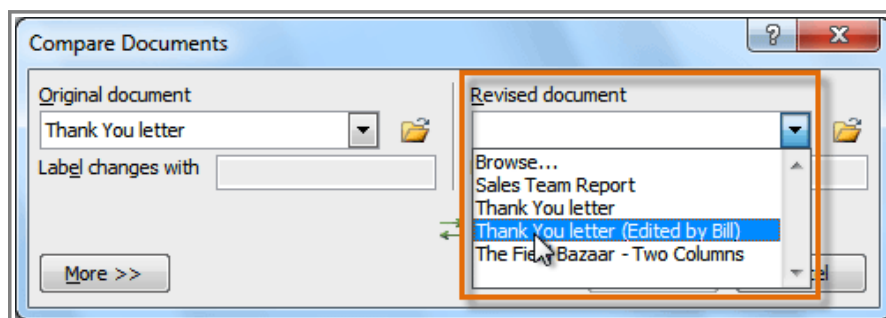 Compare Documents
Original document
Thank You letter
Label changes with
More >>
Revised document
Browse...
Sales Team Report
Thank You letter
Thank You letter (Edited by Bill)
Bazaar - Two Columns